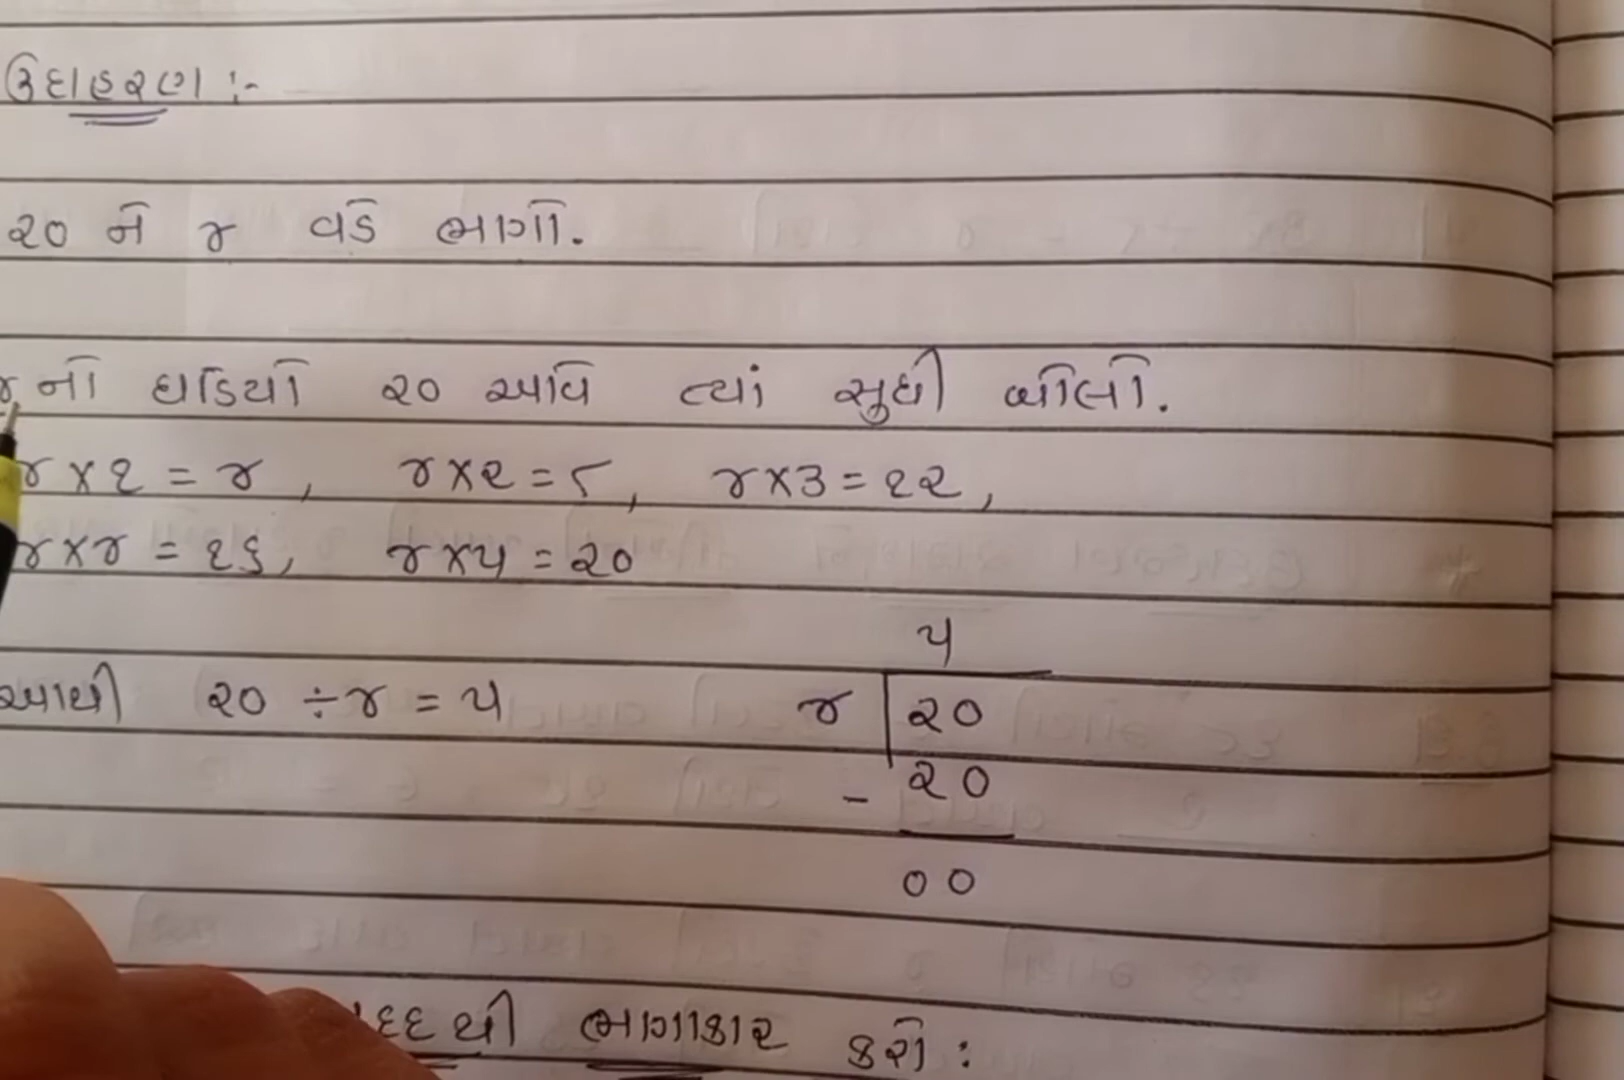 ઉદાહરણ :-
૨૦ ને ૪ વડે ભાગો.
૪ નો ઘડિયો ૨૦ આવે ત્યાં સુધી બોલો.
૪ × ૧ = ૪, ૪ × ૨ = ૮, ૪ × ૩ = ૧૨,
૪ × ૪ = ૧૬, ૪ × ૫ = ૨૦
૫
આથી ૨૦ ÷ ૪ = ૫ ૪ ૨૦
- ૨૦
૦૦
ભાગાકાર કરો :